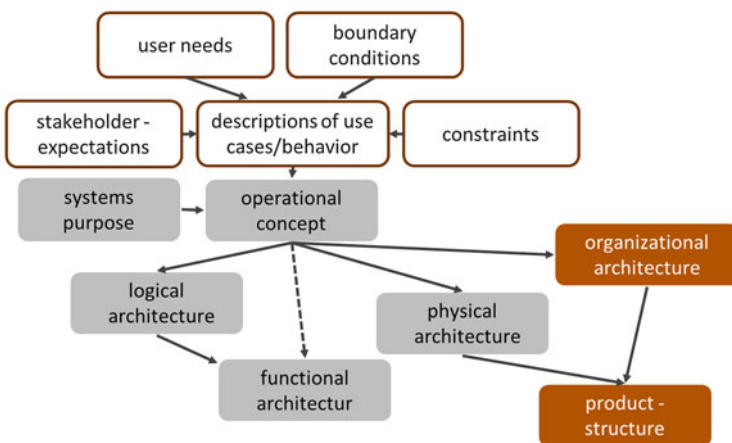 user needs
boundary
conditions
stakeholder -
expectations
descriptions of use
cases/behavior
constraints
systems
purpose
operational
concept
organizational
architecture
logical
architecture
physical
architecture
functional
architectur
product -
structure